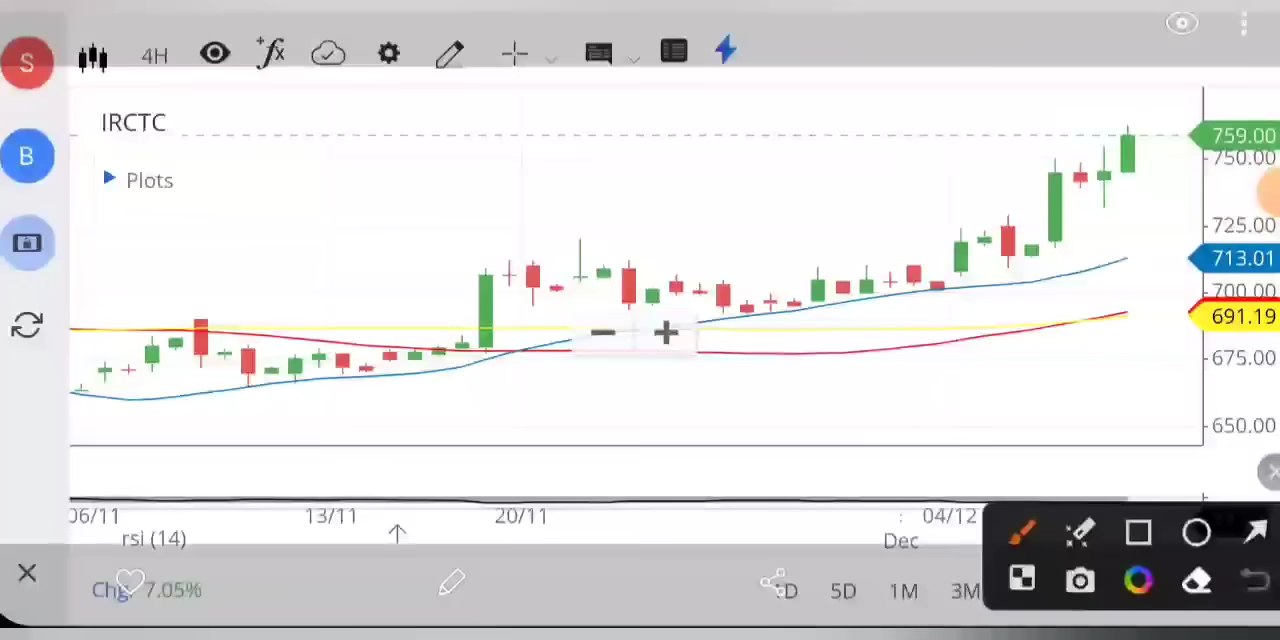 S
4H
fx
IRCTC
759.00
750.00
B
Plots
725.00
713.01
700.00
691.19
675.00
650.00
06/11 13/11 20/11 04/12
rsi (14) Dec
Chg 7.05% D 5D 1M 3M